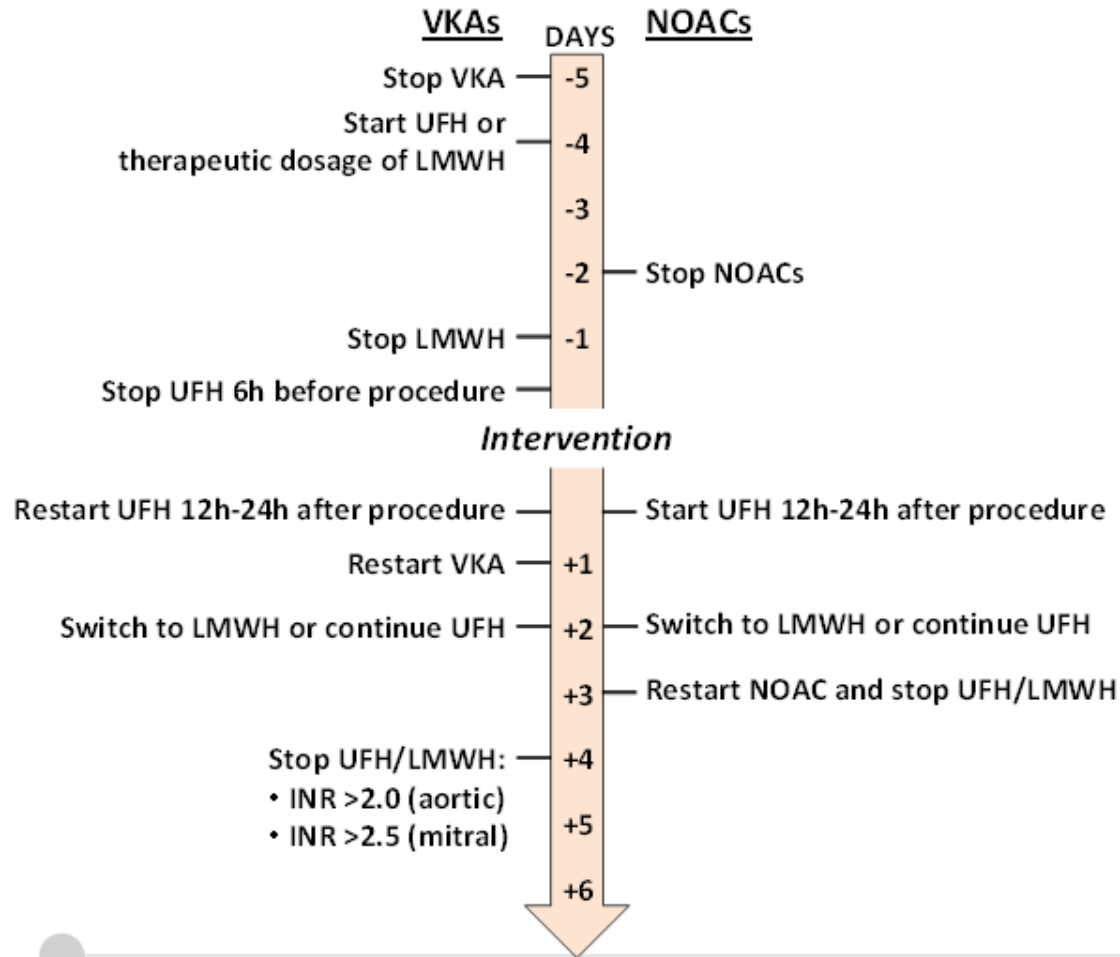 VKAs
DAYS
NOACs
Stop VKA
-5
Start UFH or
therapeutic dosage of LMWH
-4
-3
-2
Stop NOACs
Stop LMWH
-1
Stop UFH 6h before procedure
Intervention
Restart UFH 12h-24h after procedure
Start UFH 12h-24h after procedure
Restart VKA
+1
Switch to LMWH or continue UFH
+2
Switch to LMWH or continue UFH
+3
Restart NOAC and stop UFH/LMWH
Stop UFH/LMWH:
+4
• INR >2.0 (aortic)
+5
• INR >2.5 (mitral)
+6